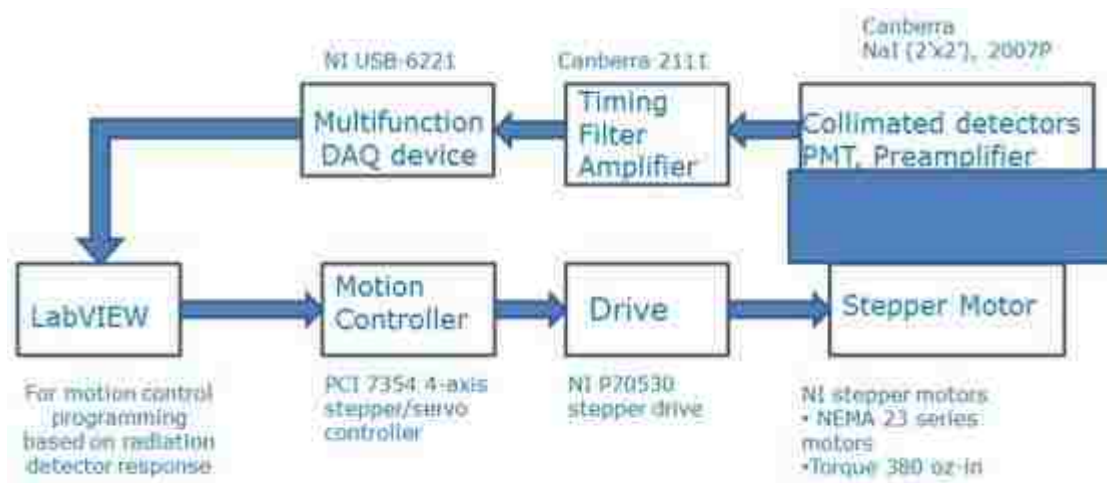 Canberra
NaI (2'x2'), 2007P
NI USB-6221
Canberra 2111
Multifunction
DAQ device
Timing
Filter
Amplifier
Collimated detectors
PMT, Preamplifier
LabVIEW
Motion
Controller
Drive
Stepper Motor
For motion control
programming
based on radiation
detector response
PCI 7354 4-axis
stepper/servo
controller
NI P70530
stepper drive
NI stepper motors
• NEMA 23 series
motors
•Torque 380 oz-in